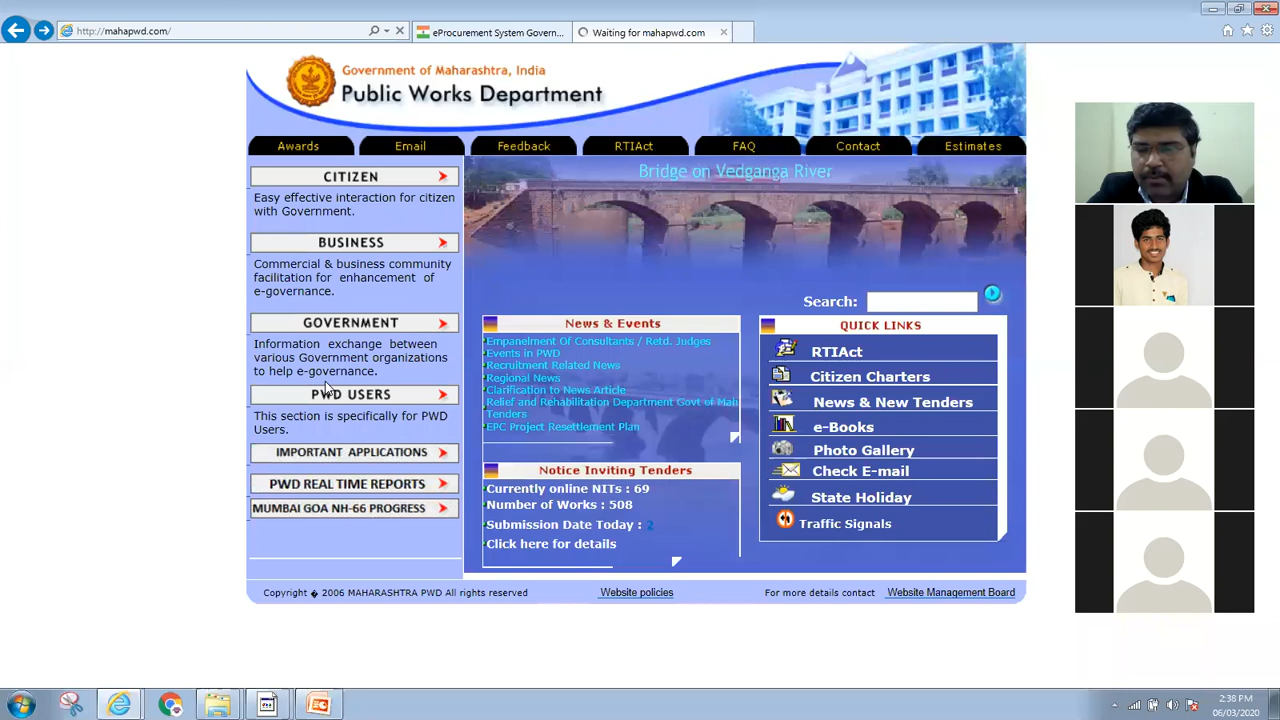 http://mahapwd.com/
eProcurement System Govern...
Waiting for mahapwd.com
Government of Maharashtra, India
Public Works Department
Awards
Email
Feedback
RTIAct
FAQ
Contact
Estimates
CITIZEN
Easy effective interaction for citizen
with Government.
BUSINESS
Commercial & business community
facilitation for enhancement of
e-governance.
GOVERNMENT
Information exchange between
various Government organizations
to help e-governance.
PWD USERS
This section is specifically for PWD
Users.
IMPORTANT APPLICATIONS
PWD REAL TIME REPORTS
MUMBAI GOA NH-66 PROGRESS
Bridge on Vedganga River
Search:
News & Events
Empanelment Of Consultants / Retd. Judges
Events in PWD
Recruitment Related News
Regional News
Clarification to News Article
Relief and Rehabilitation Department Govt of Mah
Tenders
EPC Project Resettlement Plan
Notice Inviting Tenders
Currently online NITs : 69
Number of Works : 508
Submission Date Today : 2
Click here for details
QUICK LINKS
RTIAct
Citizen Charters
News & New Tenders
e-Books
Photo Gallery
Check E-mail
State Holiday
Traffic Signals
Copyright � 2006 MAHARASHTRA PWD All rights reserved
Website policies
For more details contact Website Management Board
2:38 PM
06/03/2020